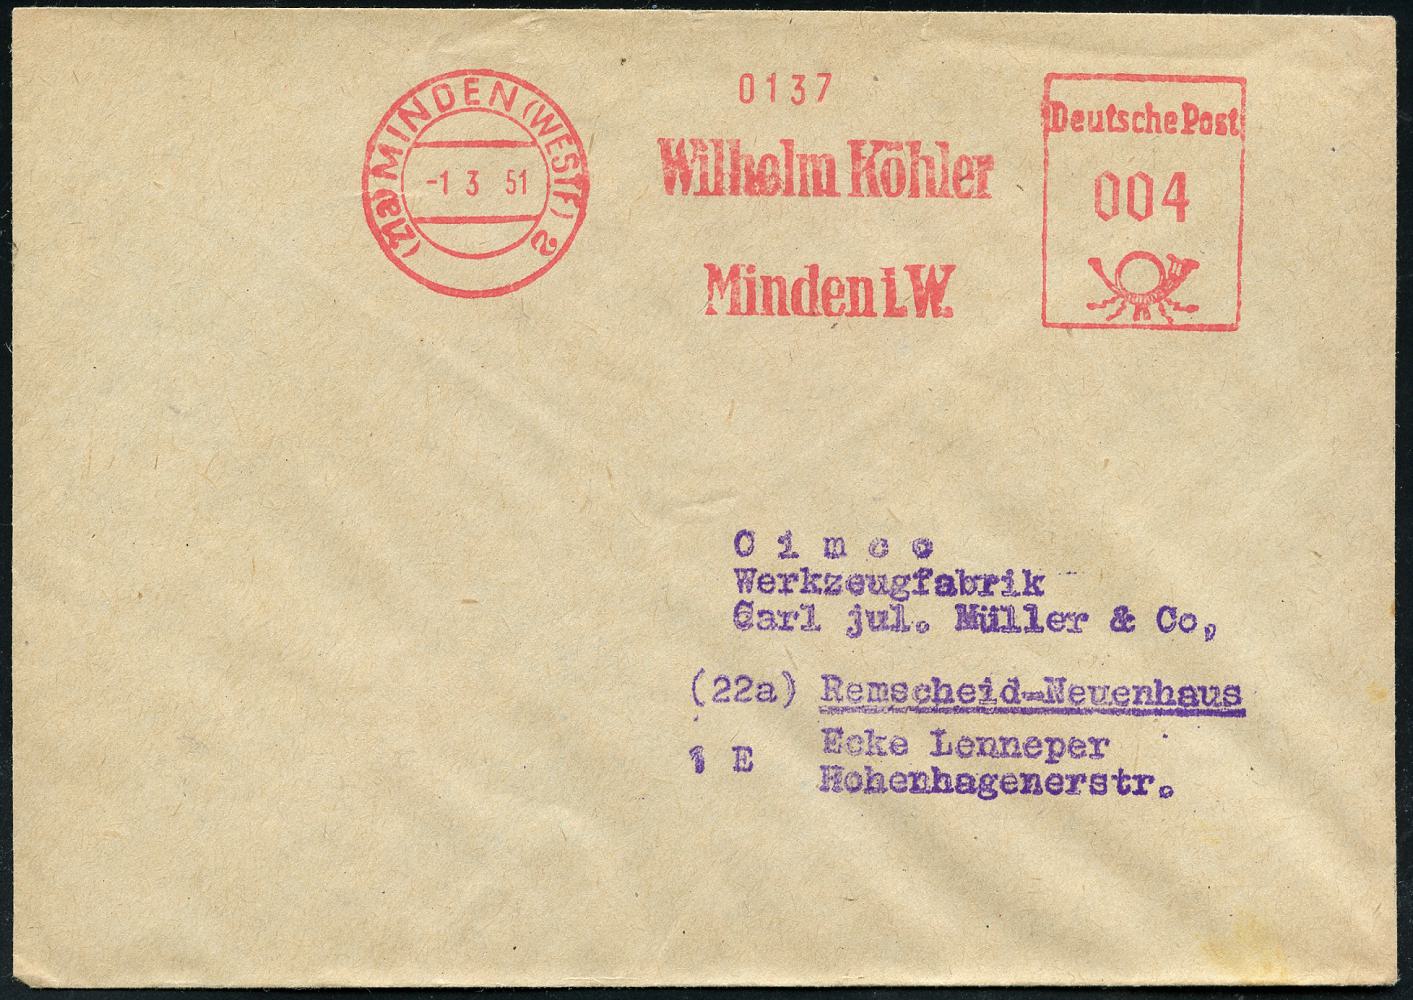 (21a) MINDEN (WESTF) 2
-1 3 51
0137
Wilhelm Köhler
Minden i. W.
Deutsche Post
004
Cimco
Werkzeugfabrik
Carl jul. Müller & Co,
(22a) Remscheid-Neuenhaus
1 E Ecke Lenneper
Hohenhagenerstr.